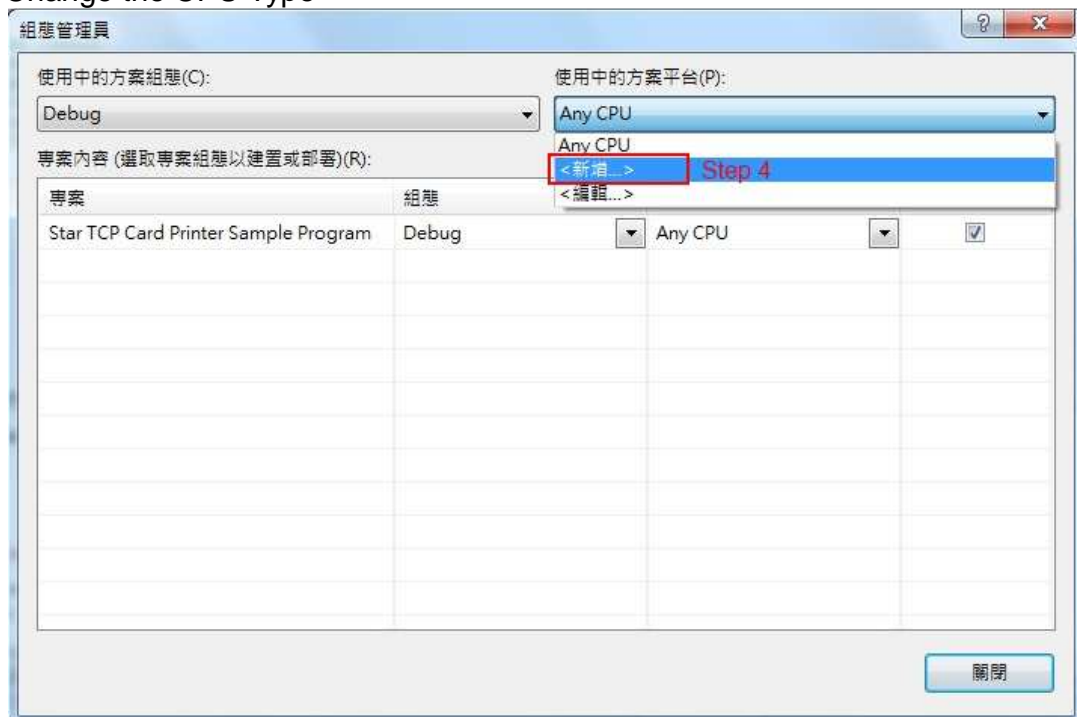 Change the CPU Type
組態管理員
使用中的方案組態(C):
使用中的方案平台(P):
Debug
Any CPU
Any CPU
<新增...> Step 4
<編輯...>
專案內容 (選取專案組態以建置或部署)(R):
專案 組態
Star TCP Card Printer Sample Program Debug Any CPU
關閉